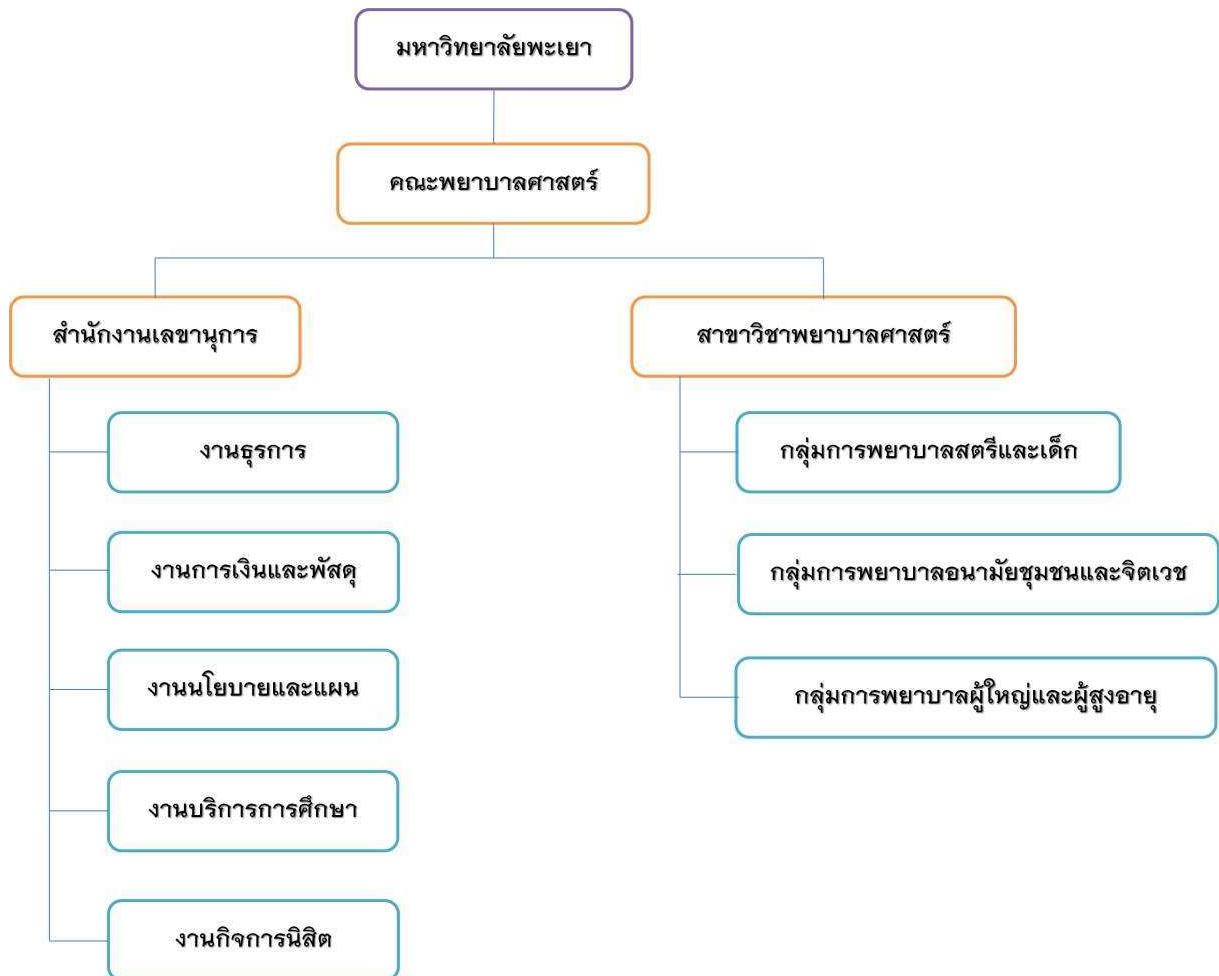 มหาวิทยาลัยพะเยา
คณะพยาบาลศาสตร์
สำนักงานเลขานุการ
งานธุรการ
งานการเงินและพัสดุ
งานนโยบายและแผน
งานบริการการศึกษา
งานกิจการนิสิต
สาขาวิชาพยาบาลศาสตร์
กลุ่มการพยาบาลสตรีและเด็ก
กลุ่มการพยาบาลอนามัยชุมชนและจิตเวช
กลุ่มการพยาบาลผู้ใหญ่และผู้สูงอายุ